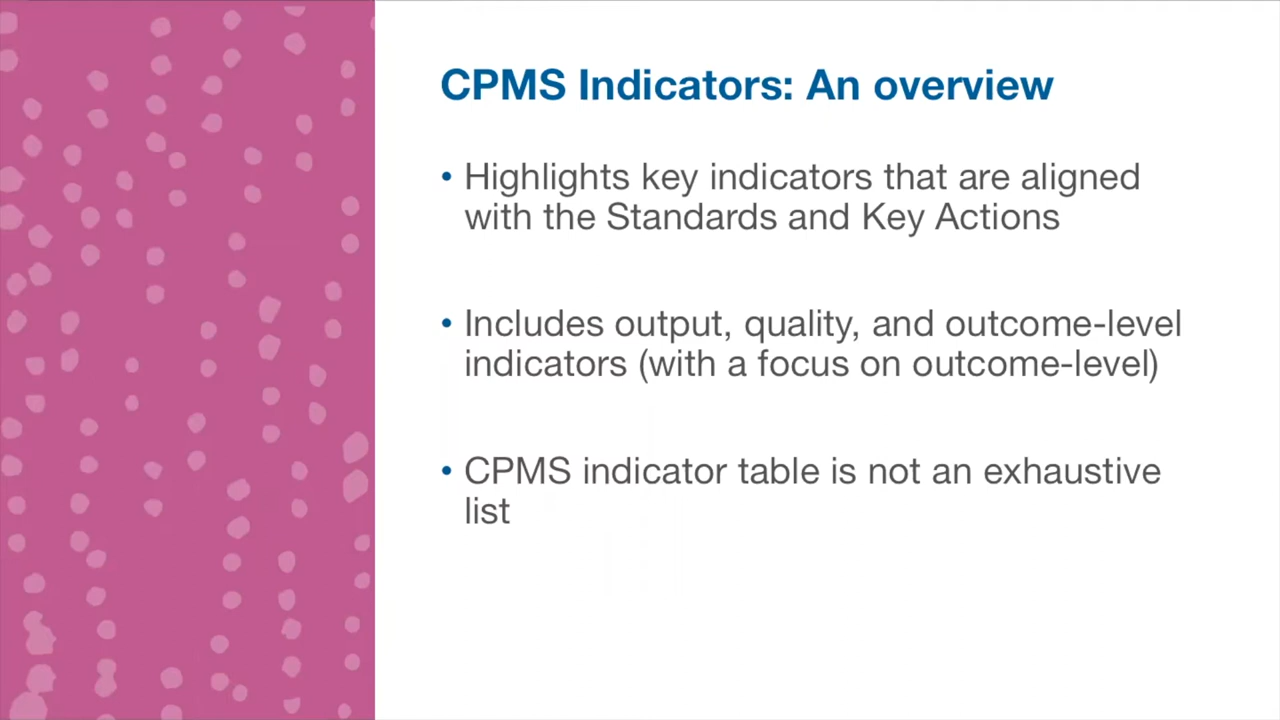 CPMS Indicators: An overview
• Highlights key indicators that are aligned
with the Standards and Key Actions
• Includes output, quality, and outcome-level
indicators (with a focus on outcome-level)
• CPMS indicator table is not an exhaustive
list